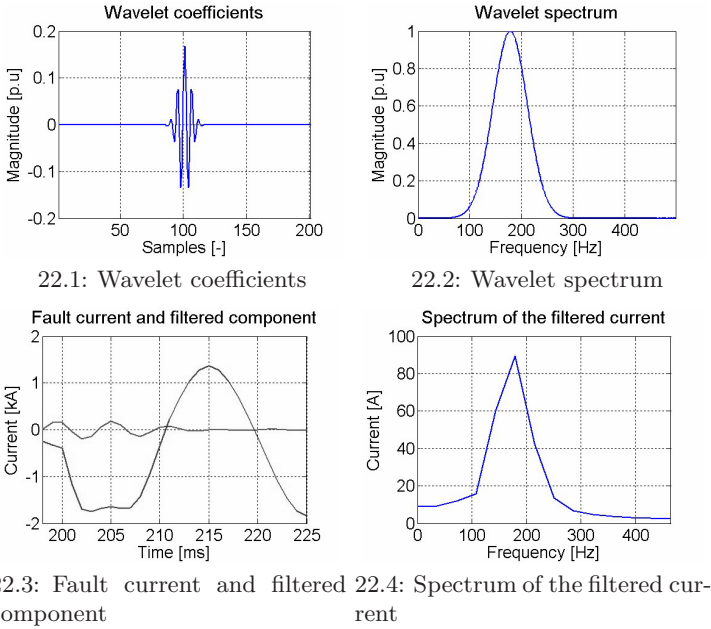 Wavelet coefficients
Magnitude [p.u]
0.2
0.1
0
-0.1
-0.2
50 100 150 200
Samples [-]
22.1: Wavelet coefficients
Wavelet spectrum
Magnitude [p.u]
1
0.8
0.6
0.4
0.2
0
0 100 200 300 400
Frequency [Hz]
22.2: Wavelet spectrum
Fault current and filtered component
Current [kA]
2
1
0
-1
-2
200 205 210 215 220 225
Time [ms]
22.3: Fault current and filtered
omponent
Spectrum of the filtered current
Current [A]
100
80
60
40
20
0
0 100 200 300 400
Frequency [Hz]
22.4: Spectrum of the filtered cur-
rent